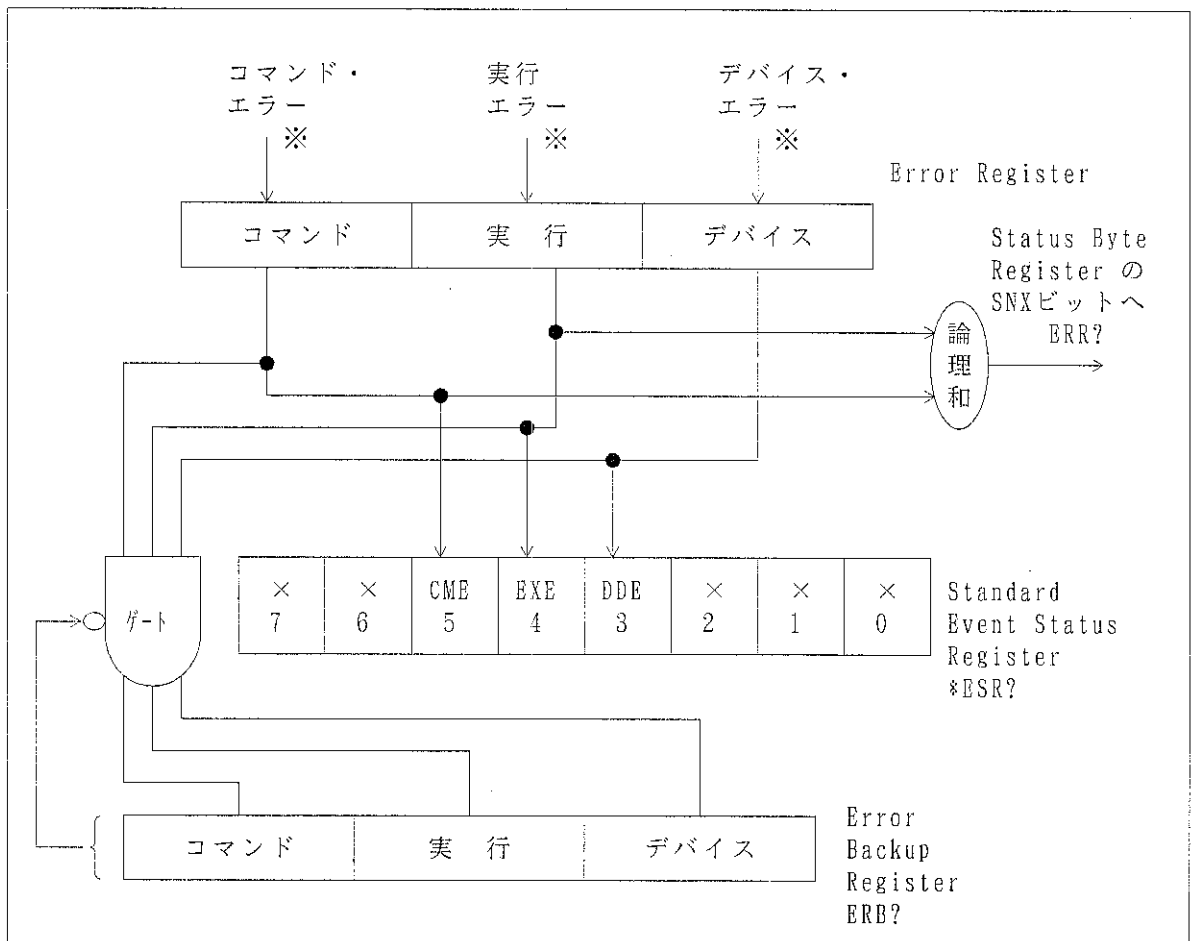 コマンド・
エラー
※
実行
エラー
※
デバイス・
エラー
※
Error Register
コマンド
実 行
デバイス
Status Byte
Register の
SNXビットへ
ERR?
論
理
和
ゲート
× × CME EXE DDE × × ×
7 6 5 4 3 2 1 0
Standard
Event Status
Register
*ESR?
コマンド
実 行
デバイス
Error
Backup
Register
ERB?